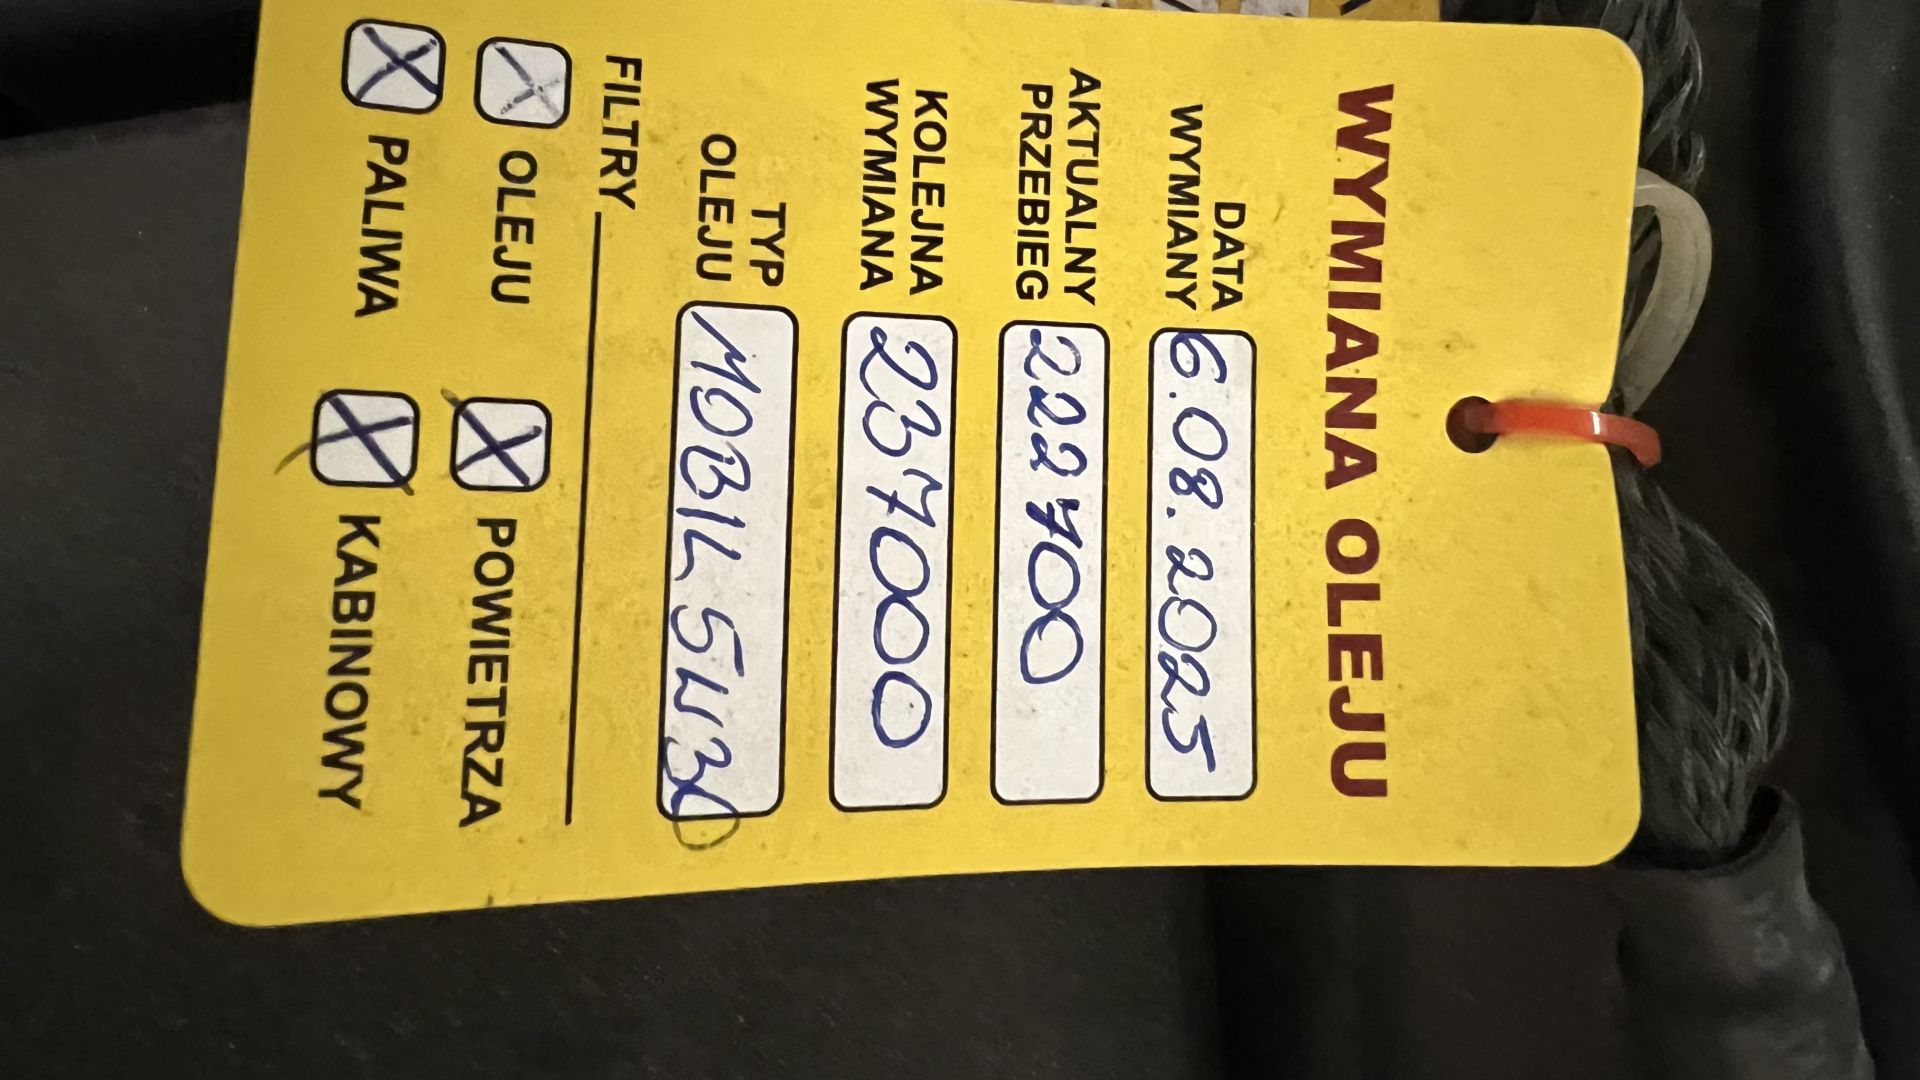 WYMIANA OLEJU
DATA
WYMIANY 6.08.2025
AKTUALNY
PRZEBIEG 222700
KOLEJNA
WYMIANA 237000
TYP
OLEJU MOBIL 5W30
FILTRY
X OLEJU X POWIETRZA
X PALIWA X KABINOWY